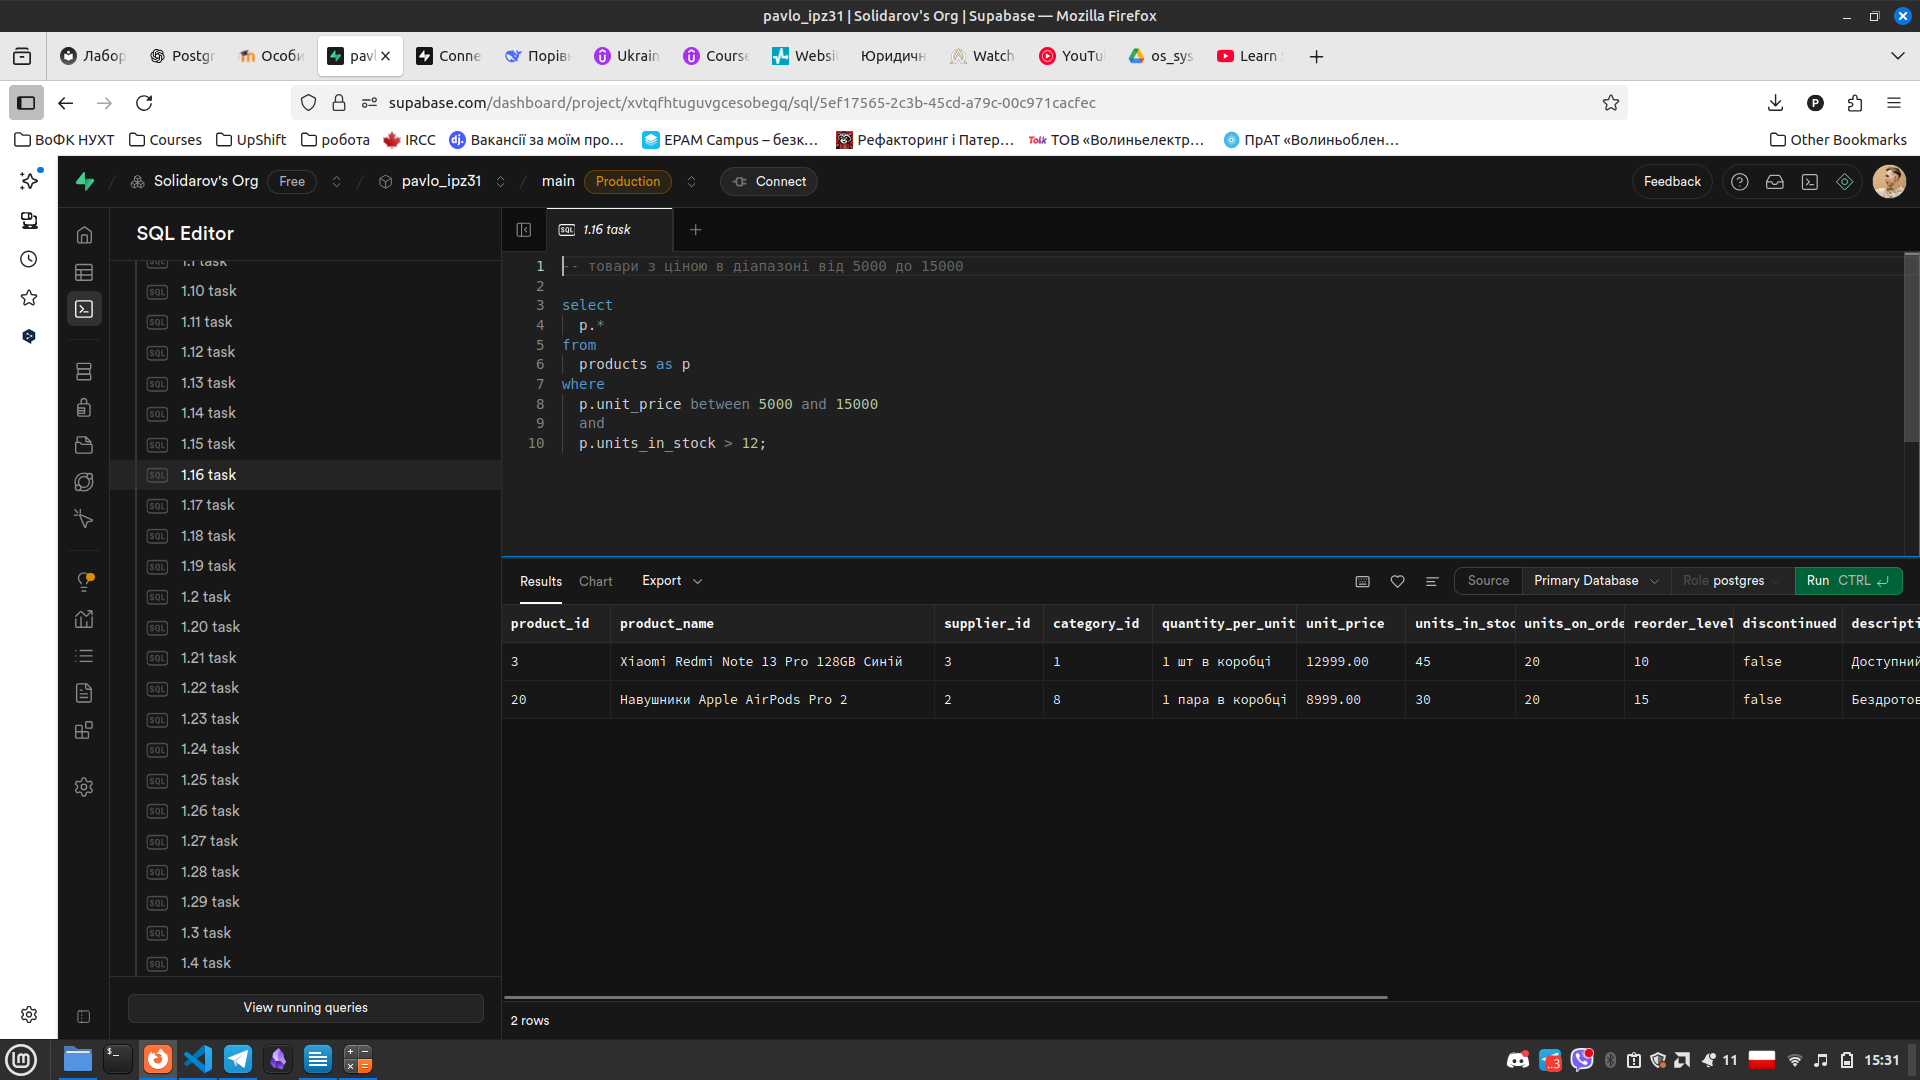 pavlo_ipz31 | Solidarov's Org | Supabase — Mozilla Firefox
Лабор
Postgr
Особи
pavl
Conne
Порівн
Ukrain
Course
Websi
Юридичн
Watch
YouTu
os_sys
Learn
supabase.com/dashboard/project/xvtqfhtuguvgcesobegq/sql/5ef17565-2c3b-45cd-a79c-00c971cacfec
ВоФК НУХТ
Courses
UpShift
робота
IRCC
Вакансії за моїм про…
EPAM Campus – безк…
Рефакторинг і Патер…
ТОВ «Волиньелектр…
ПрАТ «Волиньоблен…
Other Bookmarks
Solidarov's Org Free
pavlo_ipz31
main Production
Connect
Feedback
SQL Editor
1.1 task
1.10 task
1.11 task
1.12 task
1.13 task
1.14 task
1.15 task
1.16 task
1.17 task
1.18 task
1.19 task
1.2 task
1.20 task
1.21 task
1.22 task
1.23 task
1.24 task
1.25 task
1.26 task
1.27 task
1.28 task
1.29 task
1.3 task
1.4 task
View running queries
1.16 task
1 -- товари з ціною в діапазоні від 5000 до 15000
2
3 select
4 p.*
5 from
6 products as p
7 where
8 p.unit_price between 5000 and 15000
9 and
10 p.units_in_stock > 12;
Results Chart Export
Source Primary Database Role postgres Run CTRL
product_id product_name supplier_id category_id quantity_per_unit unit_price units_in_stoc units_on_orde reorder_level discontinued descripti
3 Xiaomi Redmi Note 13 Pro 128GB Синій 3 1 1 шт в коробці 12999.00 45 20 10 false Доступний
20 Навушники Apple AirPods Pro 2 2 8 1 пара в коробці 8999.00 30 20 15 false Бездротов
2 rows
11
15:31